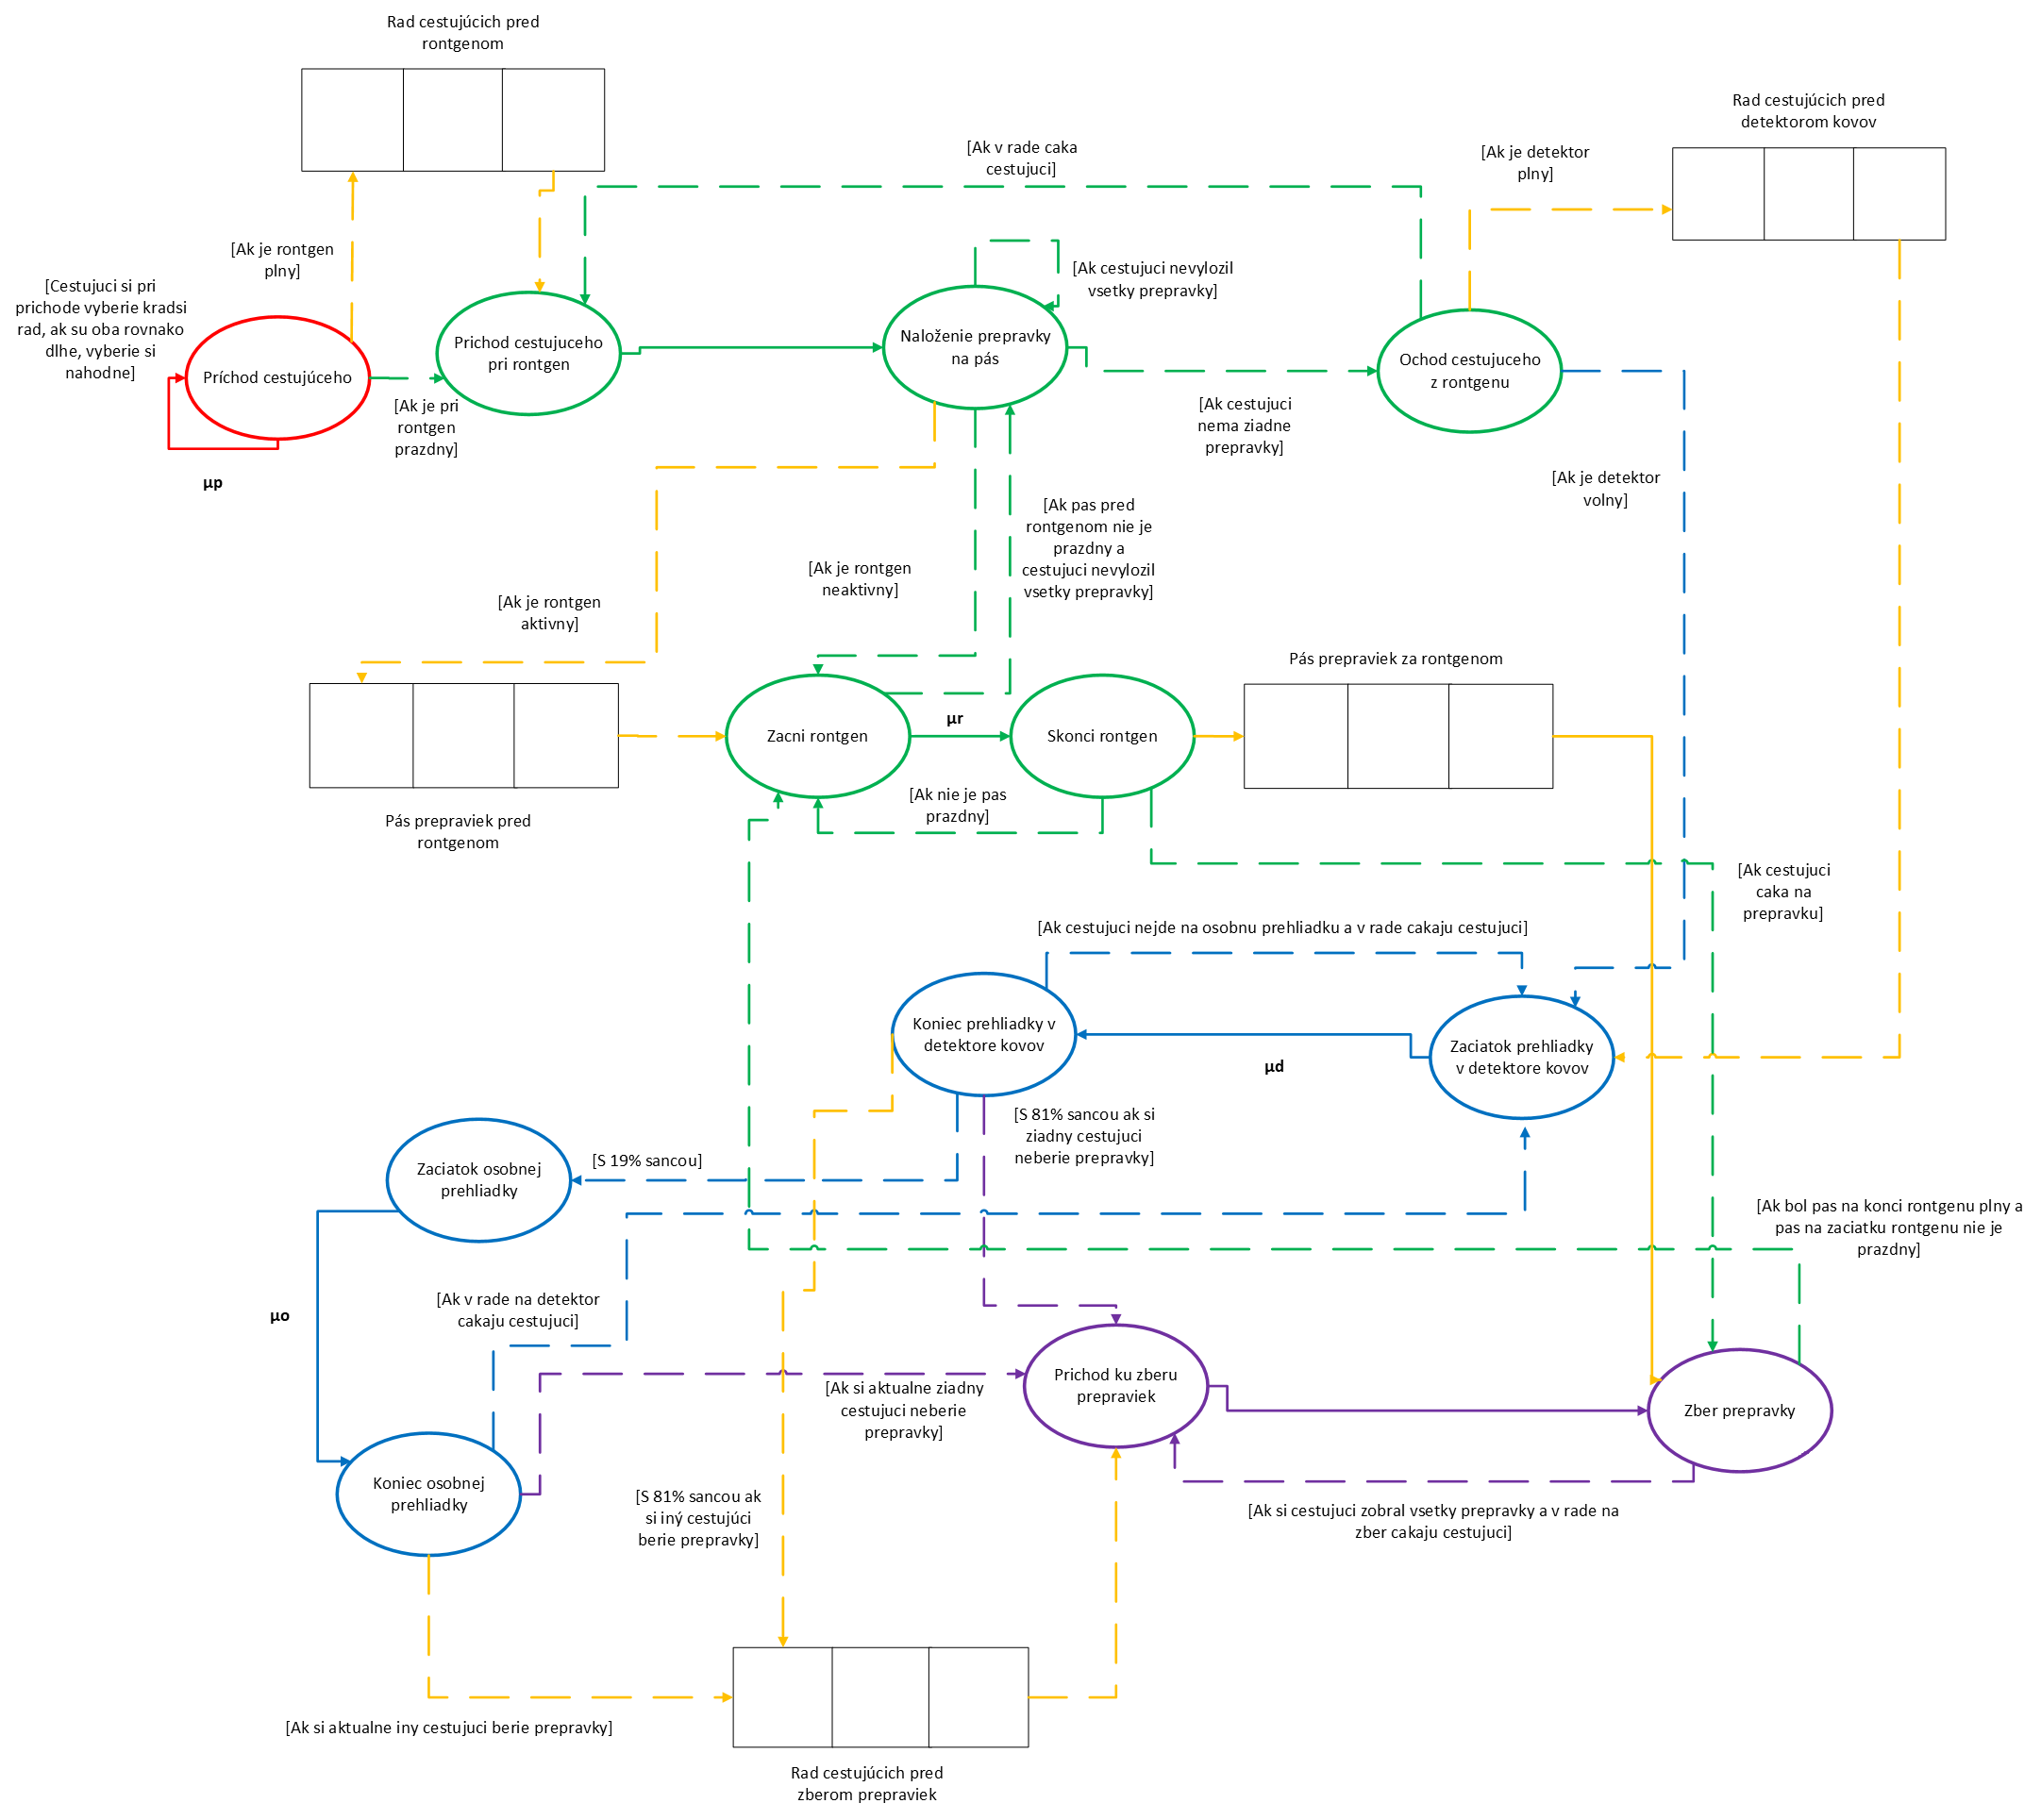 Rad cestujúcich pred
rontgenom
Rad cestujúcich pred
detektorom kovov
[Ak v rade caka
cestujuci]
[Ak je detektor
plny]
[Ak je rontgen
plny]
[Cestujuci si pri
prichode vyberie kradsi
rad, ak su oba rovnako
dlhe, vyberie si
nahodne]
[Ak cestujuci nevylozil
vsetky prepravky]
Príchod cestujúceho
Prichod cestujuceho
pri rontgen
Naloženie prepravky
na pás
Ochod cestujuceho
z rontgenu
[Ak je pri
rontgen
prazdny]
[Ak cestujuci
nema ziadne
prepravky]
µp
[Ak je detektor
volny]
[Ak pas pred
rontgenom nie je
prazdny a
cestujuci nevylozil
vsetky prepravky]
[Ak je rontgen
neaktivny]
[Ak je rontgen
aktivny]
Pás prepraviek za rontgenom
µr
Zacni rontgen
Skonci rontgen
[Ak nie je pas
prazdny]
Pás prepraviek pred
rontgenom
[Ak cestujuci
caka na
prepravku]
[Ak cestujuci nejde na osobnu prehliadku a v rade cakaju cestujuci]
Koniec prehliadky v
detektore kovov
Zaciatok prehliadky
v detektore kovov
µd
[S 81% sancou ak si
ziadny cestujuci
neberie prepravky]
Zaciatok osobnej
prehliadky
[S 19% sancou]
[Ak bol pas na konci rontgenu plny a
pas na zaciatku rontgenu nie je
prazdny]
µo
[Ak v rade na detektor
cakaju cestujuci]
Prichod ku zberu
prepraviek
[Ak si aktualne ziadny
cestujuci neberie
prepravky]
Zber prepravky
Koniec osobnej
prehliadky
[S 81% sancou ak
si iný cestujúci
berie prepravky]
[Ak si cestujuci zobral vsetky prepravky a v rade na
zber cakaju cestujuci]
[Ak si aktualne iny cestujuci berie prepravky]
Rad cestujúcich pred
zberom prepraviek